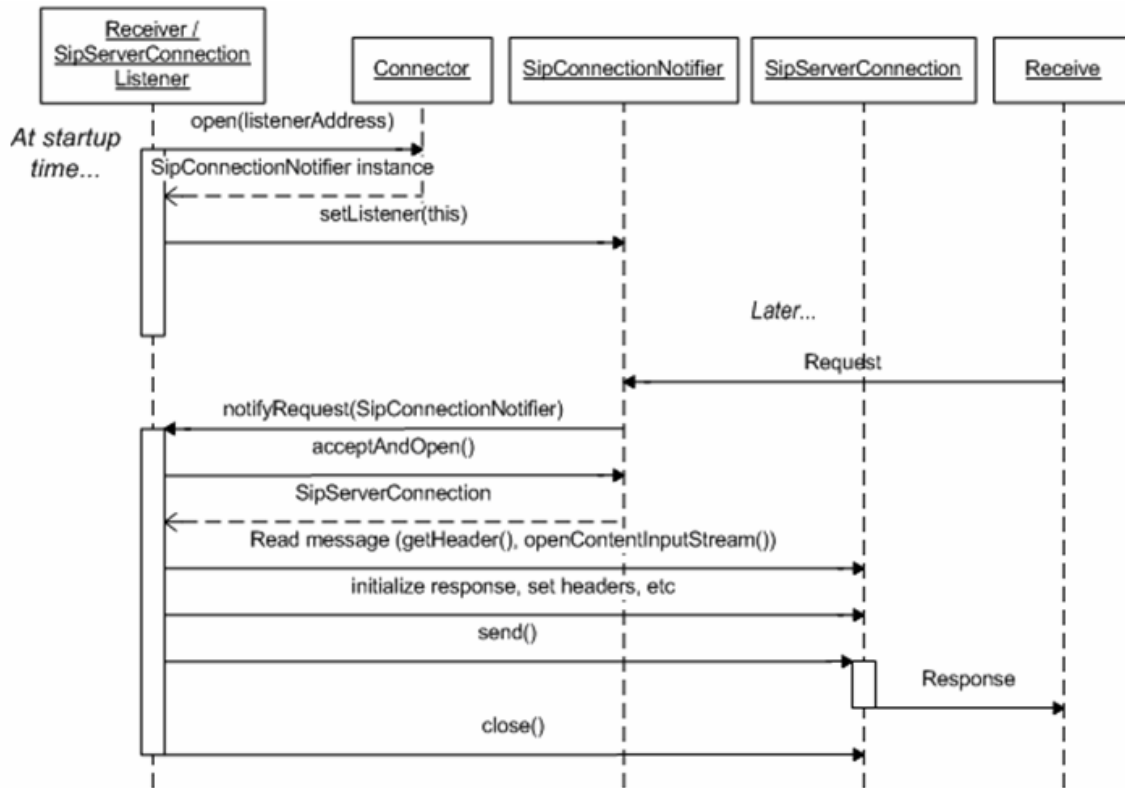 Receiver /
SipServerConnection
Listener
Connector
SipConnectionNotifier
SipServerConnection
Receive
At startup
time...
open(listenerAddress)
SipConnectionNotifier instance
setListener(this)
Later...
Request
notifyRequest(SipConnectionNotifier)
acceptAndOpen()
SipServerConnection
Read message (getHeader(), openContentInputStream())
initialize response, set headers, etc
send()
Response
close()